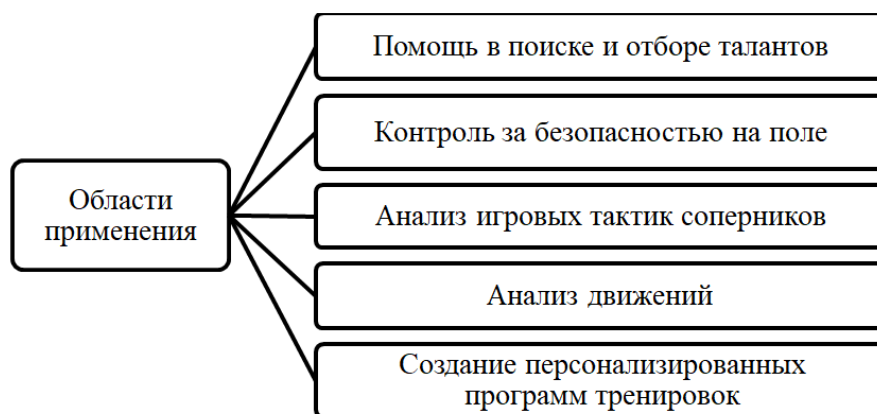 Области
применения
Помощь в поиске и отборе талантов
Контроль за безопасностью на поле
Анализ игровых тактик соперников
Анализ движений
Создание персонализированных
программ тренировок